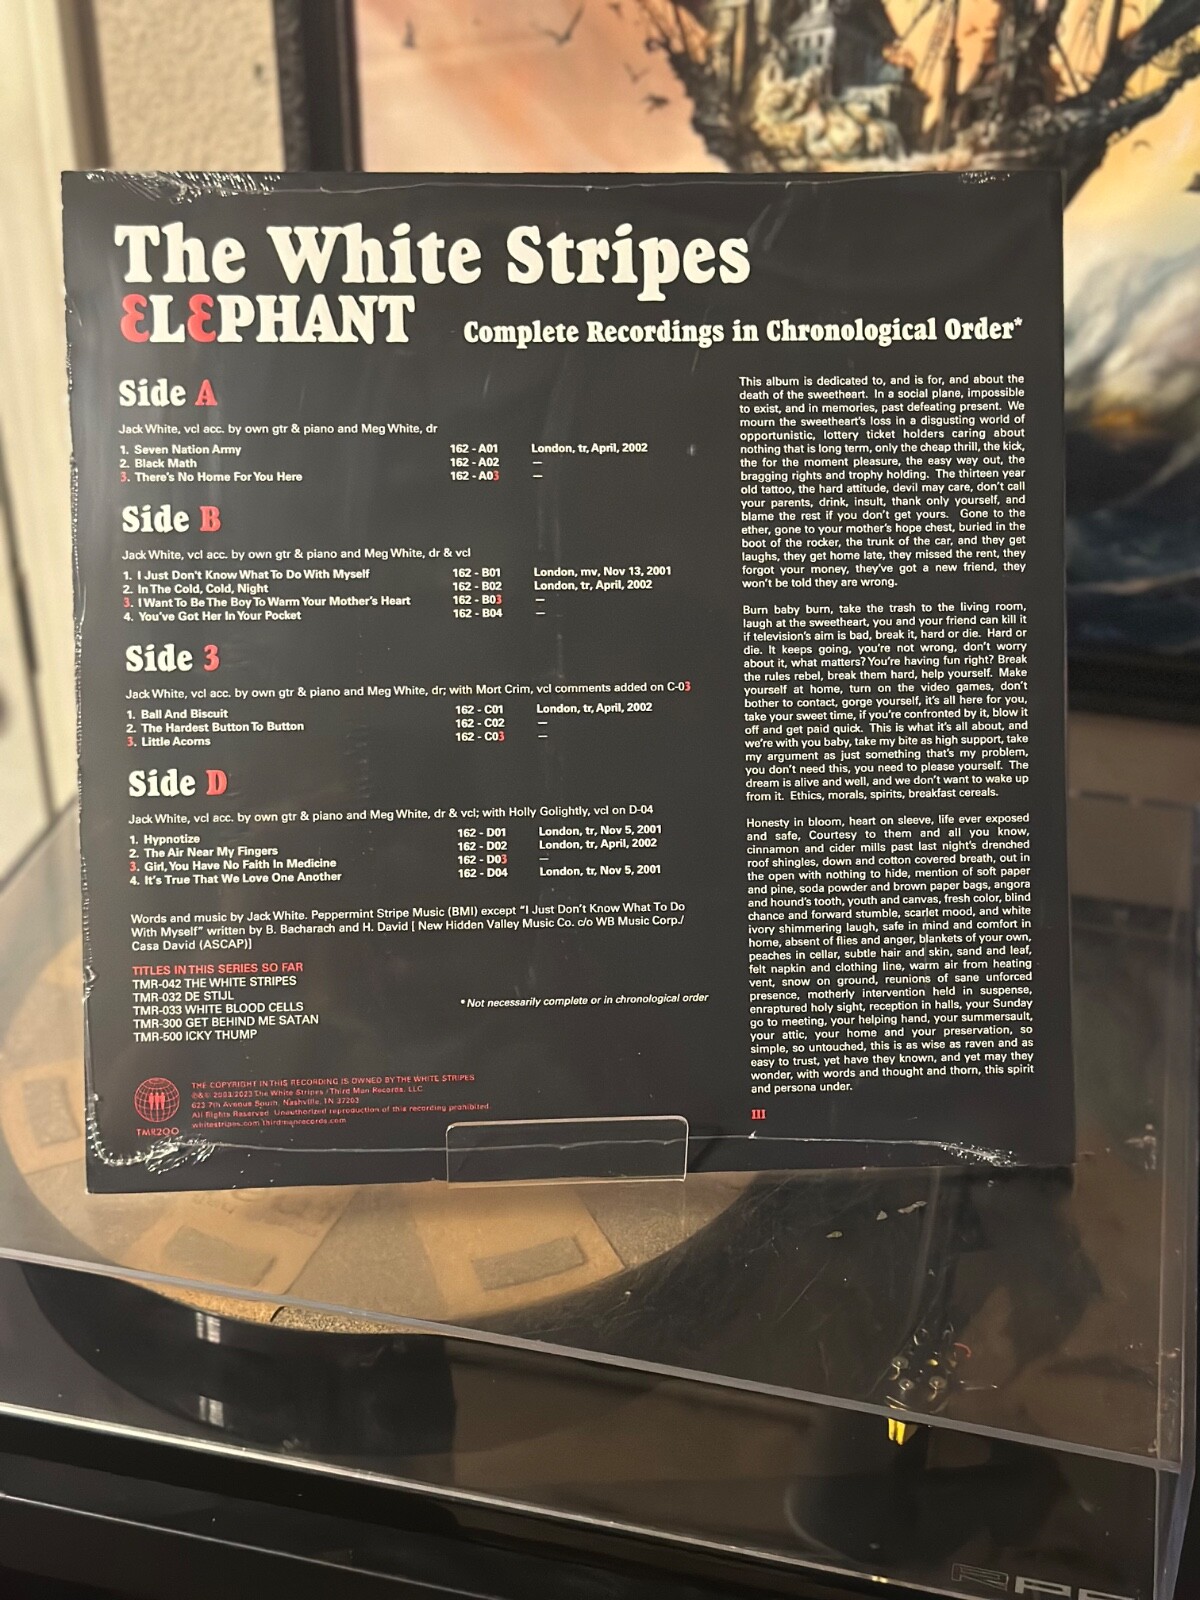 The White Stripes
ELEPHANT
Complete Recordings in Chronological Order*
Side A
Jack White, vcl acc. by own gtr & piano and Meg White, dr
1. Seven Nation Army 162 - A01 London, tr, April, 2002
2. Black Math 162 - A02 —
3. There's No Home For You Here 162 - A03 —
Side B
Jack White, vcl acc. by own gtr & piano and Meg White, dr & vcl
1. I Just Don't Know What To Do With Myself 162 - B01 London, mv, Nov 13, 2001
2. In The Cold, Cold, Night 162 - B02 London, tr, April, 2002
3. I Want To Be The Boy To Warm Your Mother's Heart 162 - B03 —
4. You've Got Her In Your Pocket 162 - B04 —
Side 3
Jack White, vcl acc. by own gtr & piano and Meg White, dr; with Mort Crim, vcl comments added on C-03
1. Ball And Biscuit 162 - C01 London, tr, April, 2002
2. The Hardest Button To Button 162 - C02 —
3. Little Acorns 162 - C03 —
Side D
Jack White, vcl acc. by own gtr & piano and Meg White, dr & vcl; with Holly Golightly, vcl on D-04
1. Hypnotize 162 - D01 London, tr, Nov 5, 2001
2. The Air Near My Fingers 162 - D02 London, tr, April, 2002
3. Girl, You Have No Faith In Medicine 162 - D03 —
4. It's True That We Love One Another 162 - D04 London, tr, Nov 5, 2001
Words and music by Jack White. Peppermint Stripe Music (BMI) except "I Just Don't Know What To Do
With Myself" written by B. Bacharach and H. David [ New Hidden Valley Music Co. c/o WB Music Corp./
Casa David (ASCAP)]
TITLES IN THIS SERIES SO FAR
TMR-042 THE WHITE STRIPES
TMR-032 DE STIJL
TMR-033 WHITE BLOOD CELLS
TMR-300 GET BEHIND ME SATAN
TMR-500 ICKY THUMP
* Not necessarily complete or in chronological order
THE COPYRIGHT IN THIS RECORDING IS OWNED BY THE WHITE STRIPES
℗&© 2003/2023 The White Stripes / Third Man Records, LLC
623 7th Avenue South, Nashville, TN 37203
All Rights Reserved. Unauthorized reproduction of this recording prohibited.
whitestripes.com thirdmanrecords.com
TMR200
This album is dedicated to, and is for, and about the
death of the sweetheart. In a social plane, impossible
to exist, and in memories, past defeating present. We
mourn the sweetheart's loss in a disgusting world of
opportunistic, lottery ticket holders caring about
nothing that is long term, only the cheap thrill, the kick,
the for the moment pleasure, the easy way out, the
bragging rights and trophy holding. The thirteen year
old tattoo, the hard attitude, devil may care, don't call
your parents, drink, insult, thank only yourself, and
blame the rest if you don't get yours. Gone to the
ether, gone to your mother's hope chest, buried in the
boot of the rocker, the trunk of the car, and they get
laughs, they get home late, they missed the rent, they
forgot your money, they've got a new friend, they
won't be told they are wrong.
Burn baby burn, take the trash to the living room,
laugh at the sweetheart, you and your friend can kill it
if television's aim is bad, break it, hard or die. Hard or
die. It keeps going, you're not wrong, don't worry
about it, what matters? You're having fun right? Break
the rules rebel, break them hard, help yourself. Make
yourself at home, turn on the video games, don't
bother to contact, gorge yourself, it's all here for you,
take your sweet time, if you're confronted by it, blow it
off and get paid quick. This is what it's all about, and
we're with you baby, take my bite as high support, take
my argument as just something that's my problem,
you don't need this, you need to please yourself. The
dream is alive and well, and we don't want to wake up
from it. Ethics, morals, spirits, breakfast cereals.
Honesty in bloom, heart on sleeve, life ever exposed
and safe, Courtesy to them and all you know,
cinnamon and cider mills past last night's drenched
roof shingles, down and cotton covered breath, out in
the open with nothing to hide, mention of soft paper
and pine, soda powder and brown paper bags, angora
and hound's tooth, youth and canvas, fresh color, blind
chance and forward stumble, scarlet mood, and white
ivory shimmering laugh, safe in mind and comfort in
home, absent of flies and anger, blankets of your own,
peaches in cellar, subtle hair and skin, sand and leaf,
felt napkin and clothing line, warm air from heating
vent, snow on ground, reunions of sane unforced
presence, motherly intervention held in suspense,
enraptured holy sight, reception in halls, your Sunday
go to meeting, your helping hand, your summersault,
your attic, your home and your preservation, so
simple, so untouched, this is as wise as raven and as
easy to trust, yet have they known, and yet may they
wonder, with words and thought and thorn, this spirit
and persona under.
III